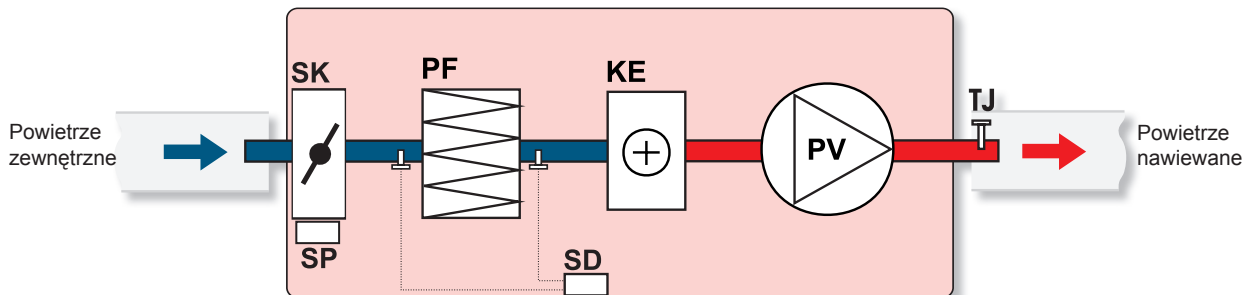 SK
PF
KE
TJ
Powietrze
zewnętrzne
PV
Powietrze
nawiewane
SP
SD